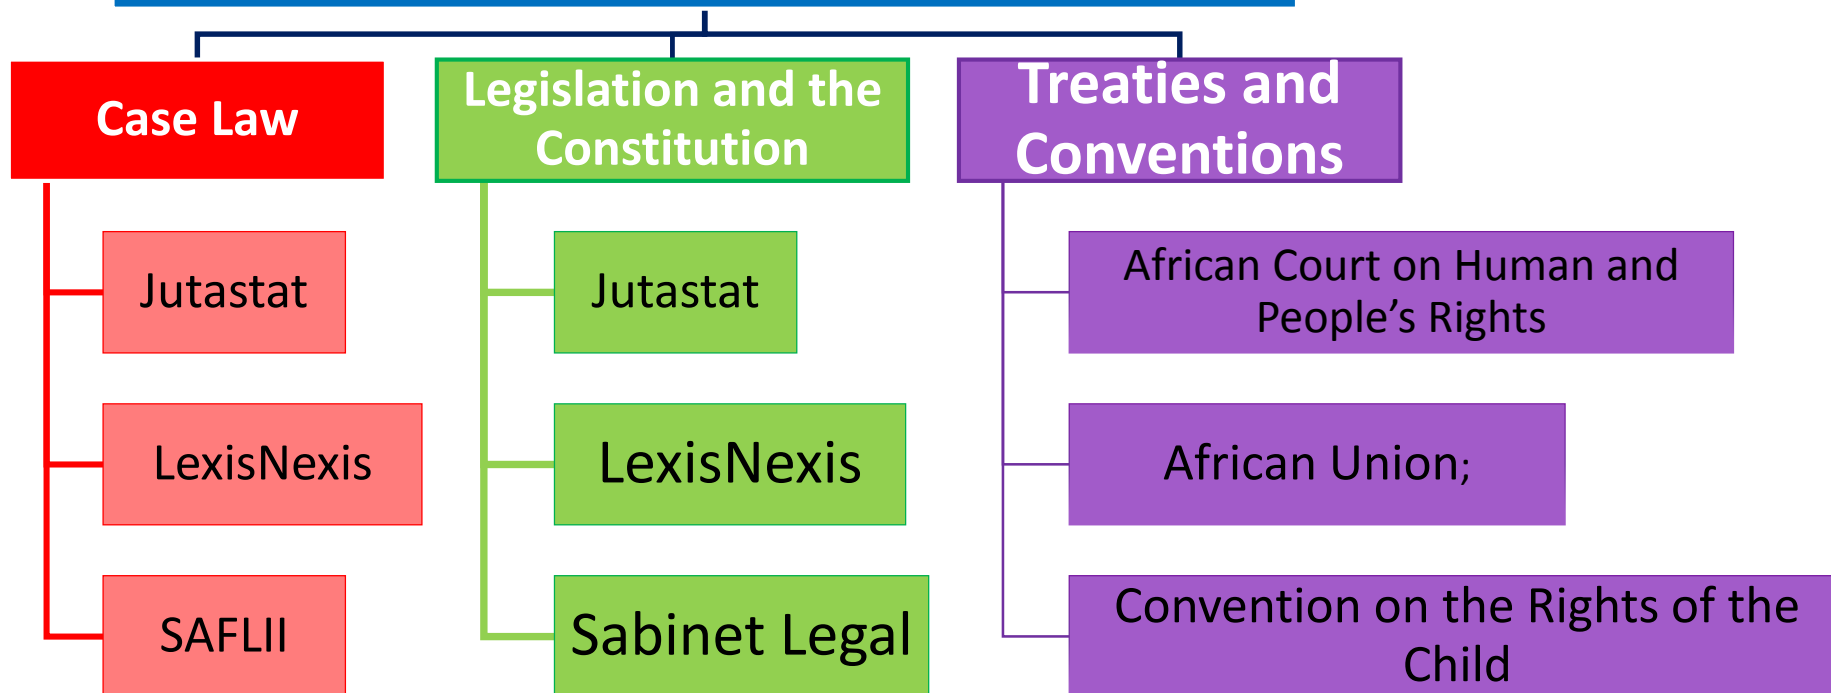 Case Law
Legislation and the
Constitution
Treaties and
Conventions
Jutastat
LexisNexis
SAFLII
Jutastat
LexisNexis
Sabinet Legal
African Court on Human and
People’s Rights
African Union;
Convention on the Rights of the
Child